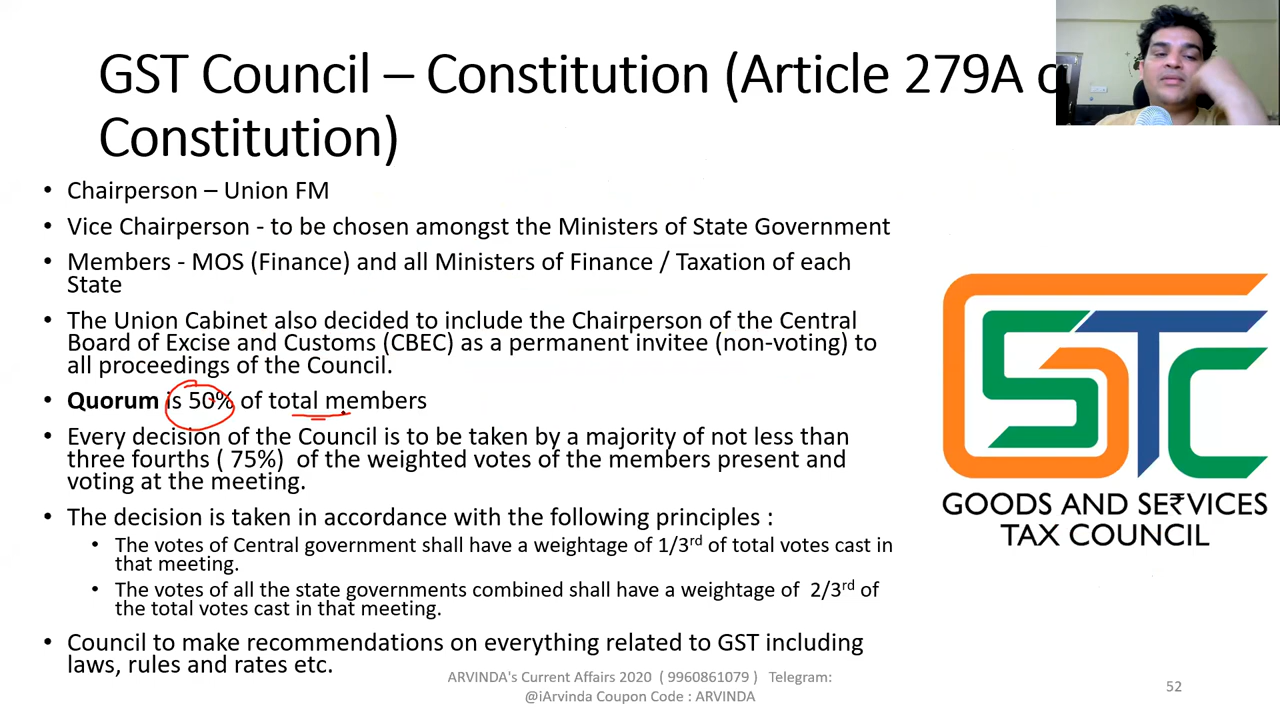 GST Council – Constitution (Article 279A o
Constitution)
• Chairperson – Union FM
• Vice Chairperson - to be chosen amongst the Ministers of State Government
• Members - MOS (Finance) and all Ministers of Finance / Taxation of each
State
• The Union Cabinet also decided to include the Chairperson of the Central
Board of Excise and Customs (CBEC) as a permanent invitee (non-voting) to
all proceedings of the Council.
• Quorum is 50% of total members
• Every decision of the Council is to be taken by a majority of not less than
three fourths ( 75%) of the weighted votes of the members present and
voting at the meeting.
• The decision is taken in accordance with the following principles :
• The votes of Central government shall have a weightage of 1/3rd of total votes cast in
that meeting.
• The votes of all the state governments combined shall have a weightage of 2/3rd of
the total votes cast in that meeting.
• Council to make recommendations on everything related to GST including
laws, rules and rates etc.
GSTC
GOODS AND SE₹VICES
TAX COUNCIL
ARVINDA's Current Affairs 2020 ( 9960861079 ) Telegram:
@iArvinda Coupon Code : ARVINDA
52